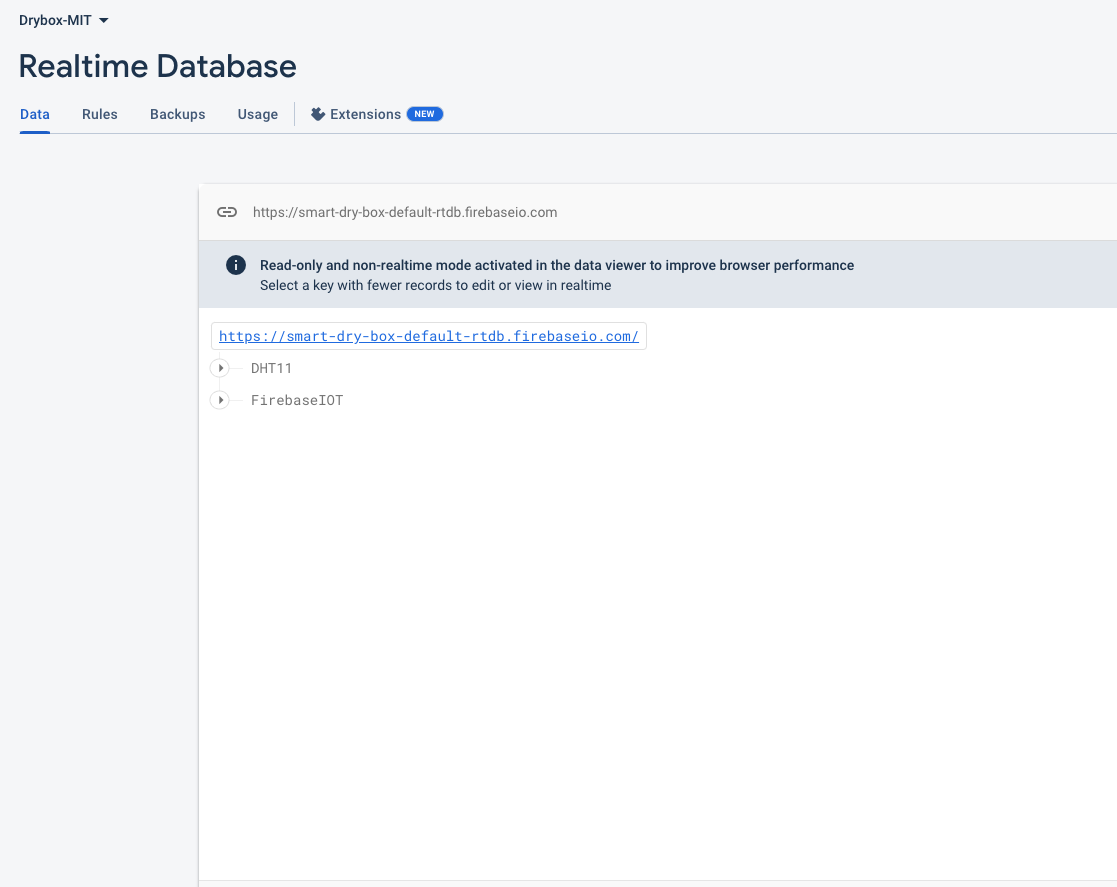 Drybox-MIT
Realtime Database
Data Rules Backups Usage Extensions NEW
https://smart-dry-box-default-rtdb.firebaseio.com
Read-only and non-realtime mode activated in the data viewer to improve browser performance
Select a key with fewer records to edit or view in realtime
https://smart-dry-box-default-rtdb.firebaseio.com/
DHT11
FirebaseIOT